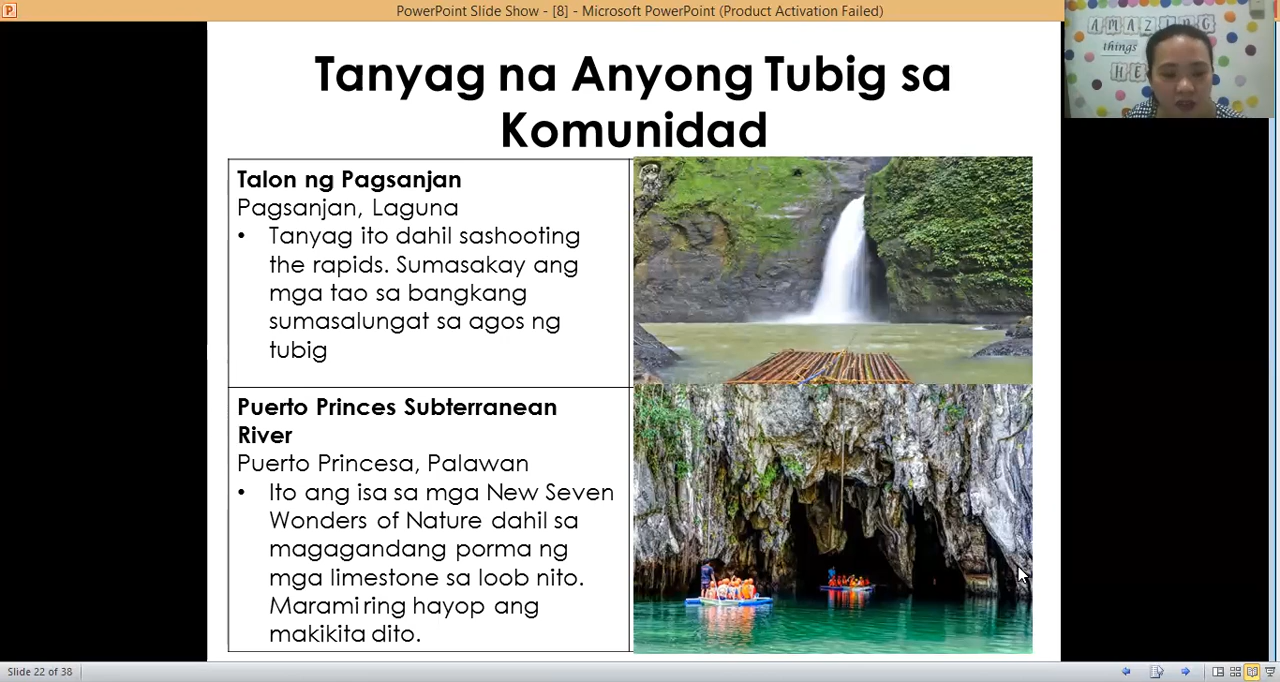 PowerPoint Slide Show - [8] - Microsoft PowerPoint (Product Activation Failed)
AMAZING
things
HE
Tanyag na Anyong Tubig sa
Komunidad
Talon ng Pagsanjan
Pagsanjan, Laguna
• Tanyag ito dahil sashooting
the rapids. Sumasakay ang
mga tao sa bangkang
sumasalungat sa agos ng
tubig
Puerto Princes Subterranean
River
Puerto Princesa, Palawan
• Ito ang isa sa mga New Seven
Wonders of Nature dahil sa
magagandang porma ng
mga limestone sa loob nito.
Marami ring hayop ang
makikita dito.
Slide 22 of 38